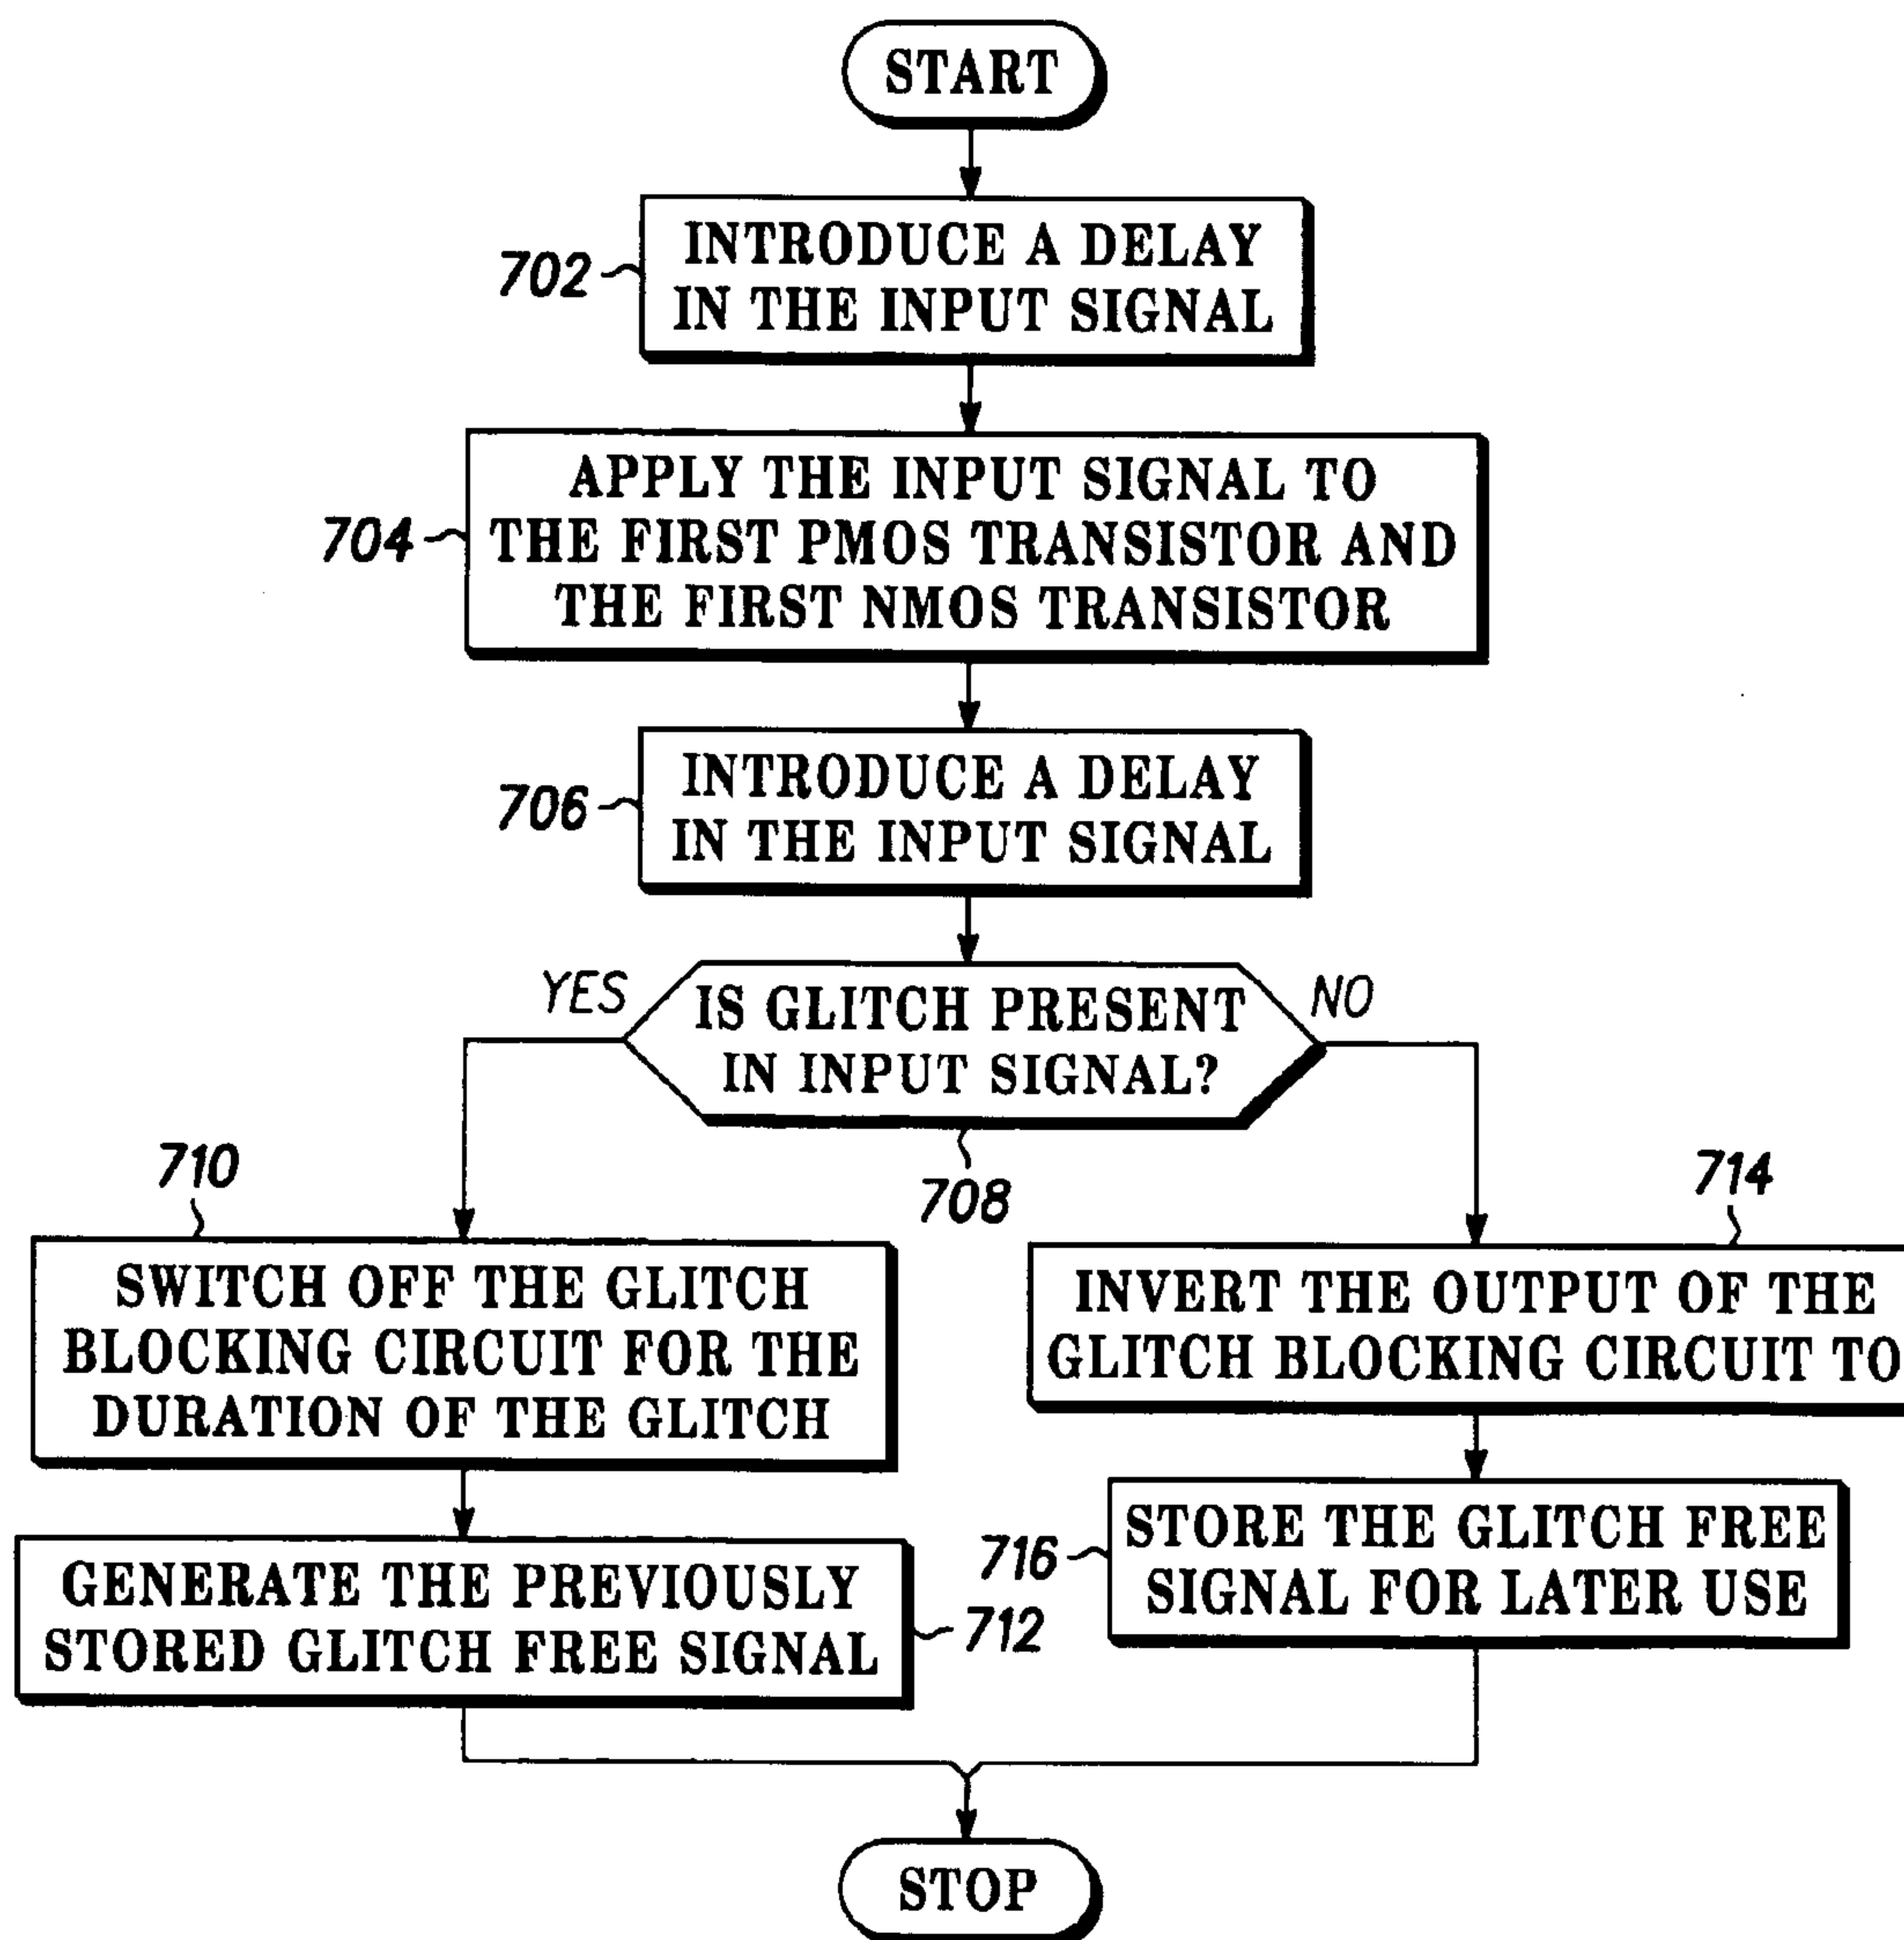 START
702
INTRODUCE A DELAY
IN THE INPUT SIGNAL
704
APPLY THE INPUT SIGNAL TO
THE FIRST PMOS TRANSISTOR AND
THE FIRST NMOS TRANSISTOR
706
INTRODUCE A DELAY
IN THE INPUT SIGNAL
YES
IS GLITCH PRESENT
IN INPUT SIGNAL?
NO
708
710
SWITCH OFF THE GLITCH
BLOCKING CIRCUIT FOR THE
DURATION OF THE GLITCH
GENERATE THE PREVIOUSLY
STORED GLITCH FREE SIGNAL
712
714
INVERT THE OUTPUT OF THE
GLITCH BLOCKING CIRCUIT TO
716
STORE THE GLITCH FREE
SIGNAL FOR LATER USE
STOP